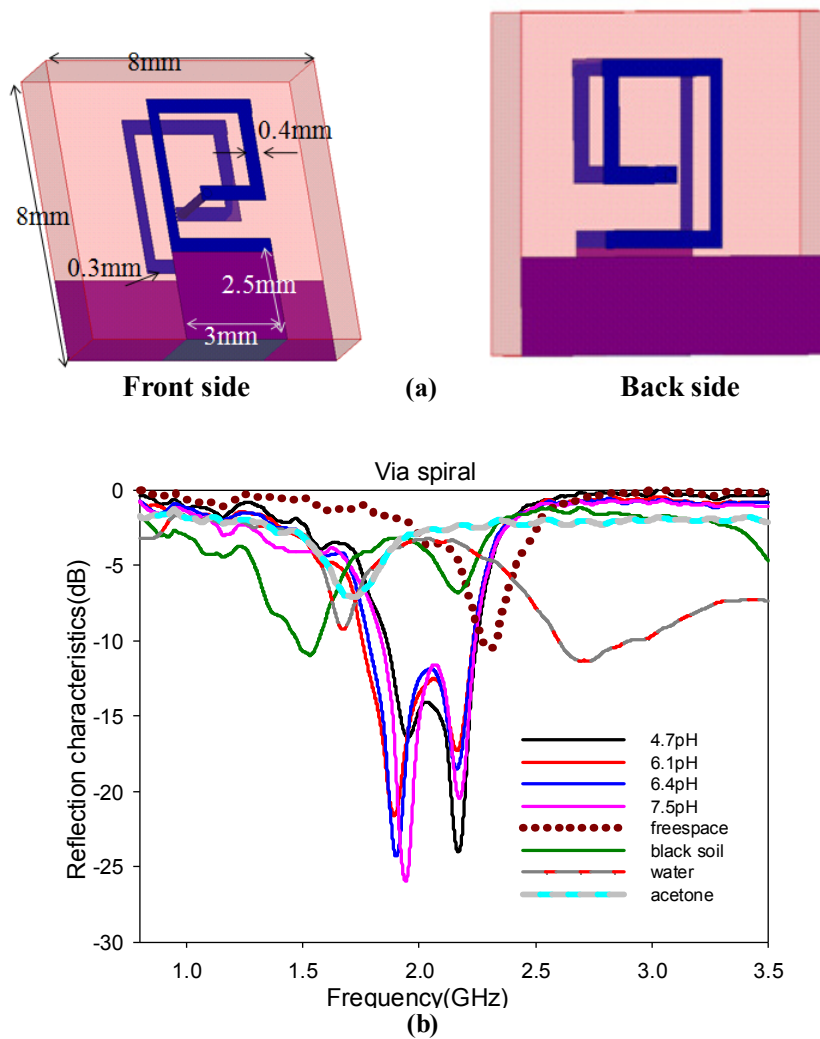 8mm
0.4mm
8mm
0.3mm
2.5mm
3mm
Front side
(a)
Back side
Via spiral
Reflection characteristics(dB)
0
-5
-10
-15
-20
-25
-30
4.7pH
6.1pH
6.4pH
7.5pH
freespace
black soil
water
acetone
1.0 1.5 2.0 2.5 3.0 3.5
Frequency(GHz)
(b)